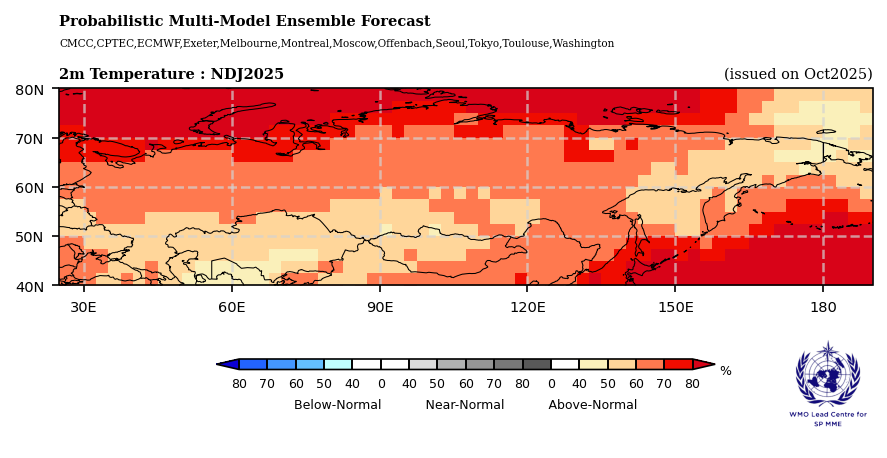 Probabilistic Multi-Model Ensemble Forecast
CMCC,CPTEC,ECMWF,Exeter,Melbourne,Montreal,Moscow,Offenbach,Seoul,Tokyo,Toulouse,Washington
2m Temperature : NDJ2025 (issued on Oct2025)
80N
70N
60N
50N
40N
30E 60E 90E 120E 150E 180
%
80 70 60 50 40 0 40 50 60 70 80 0 40 50 60 70 80
Below-Normal Near-Normal Above-Normal
WMO Lead Centre for
SP MME